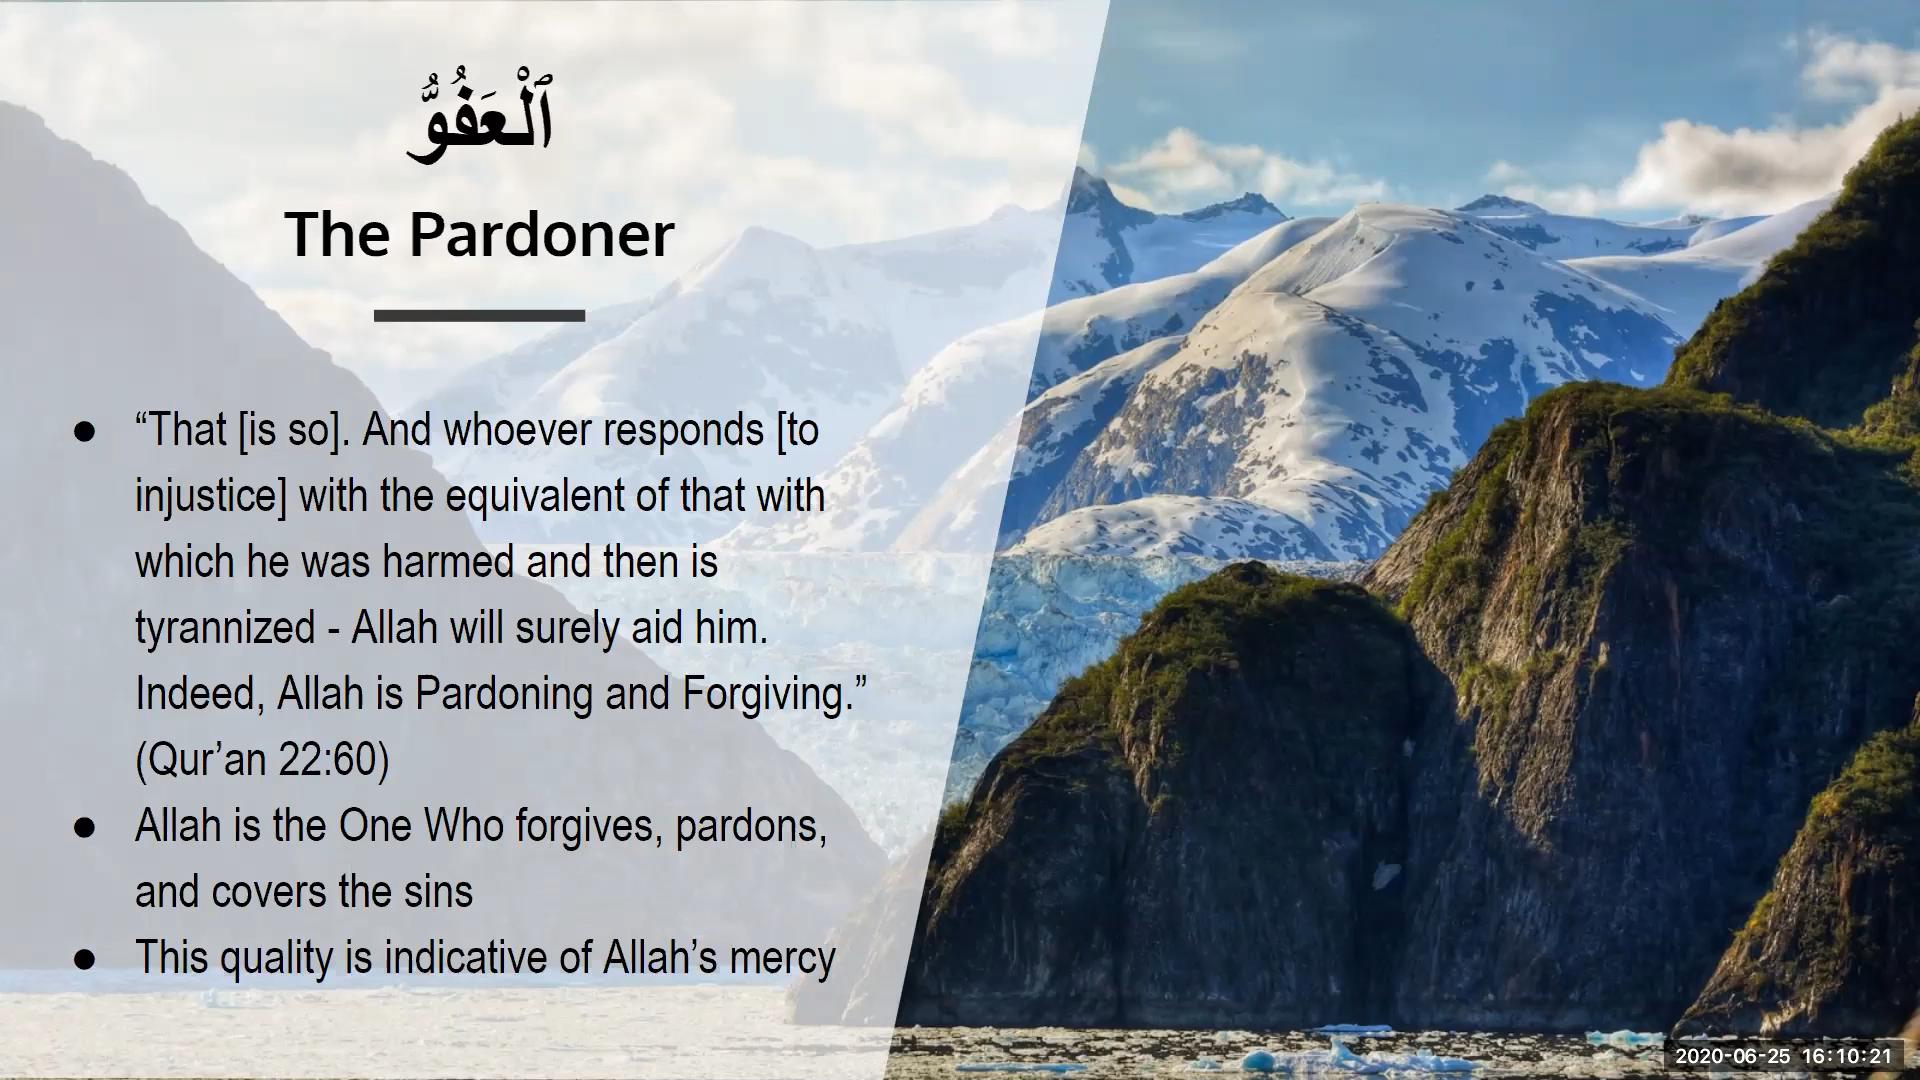 ٱلْعَفُوُّ
The Pardoner
● “That [is so]. And whoever responds [to
injustice] with the equivalent of that with
which he was harmed and then is
tyrannized - Allah will surely aid him.
Indeed, Allah is Pardoning and Forgiving.”
(Qur’an 22:60)
● Allah is the One Who forgives, pardons,
and covers the sins
● This quality is indicative of Allah’s mercy
2020-06-25 16:10:21